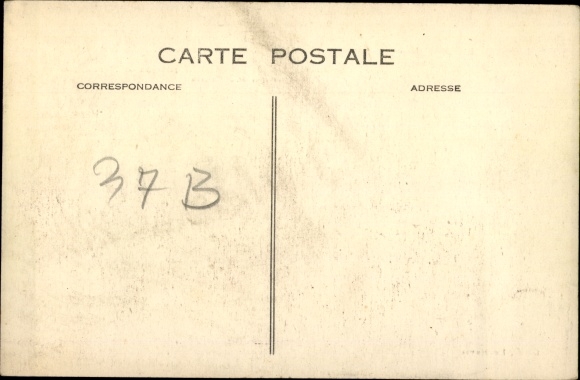 CARTE POSTALE
CORRESPONDANCE
ADRESSE
37 B